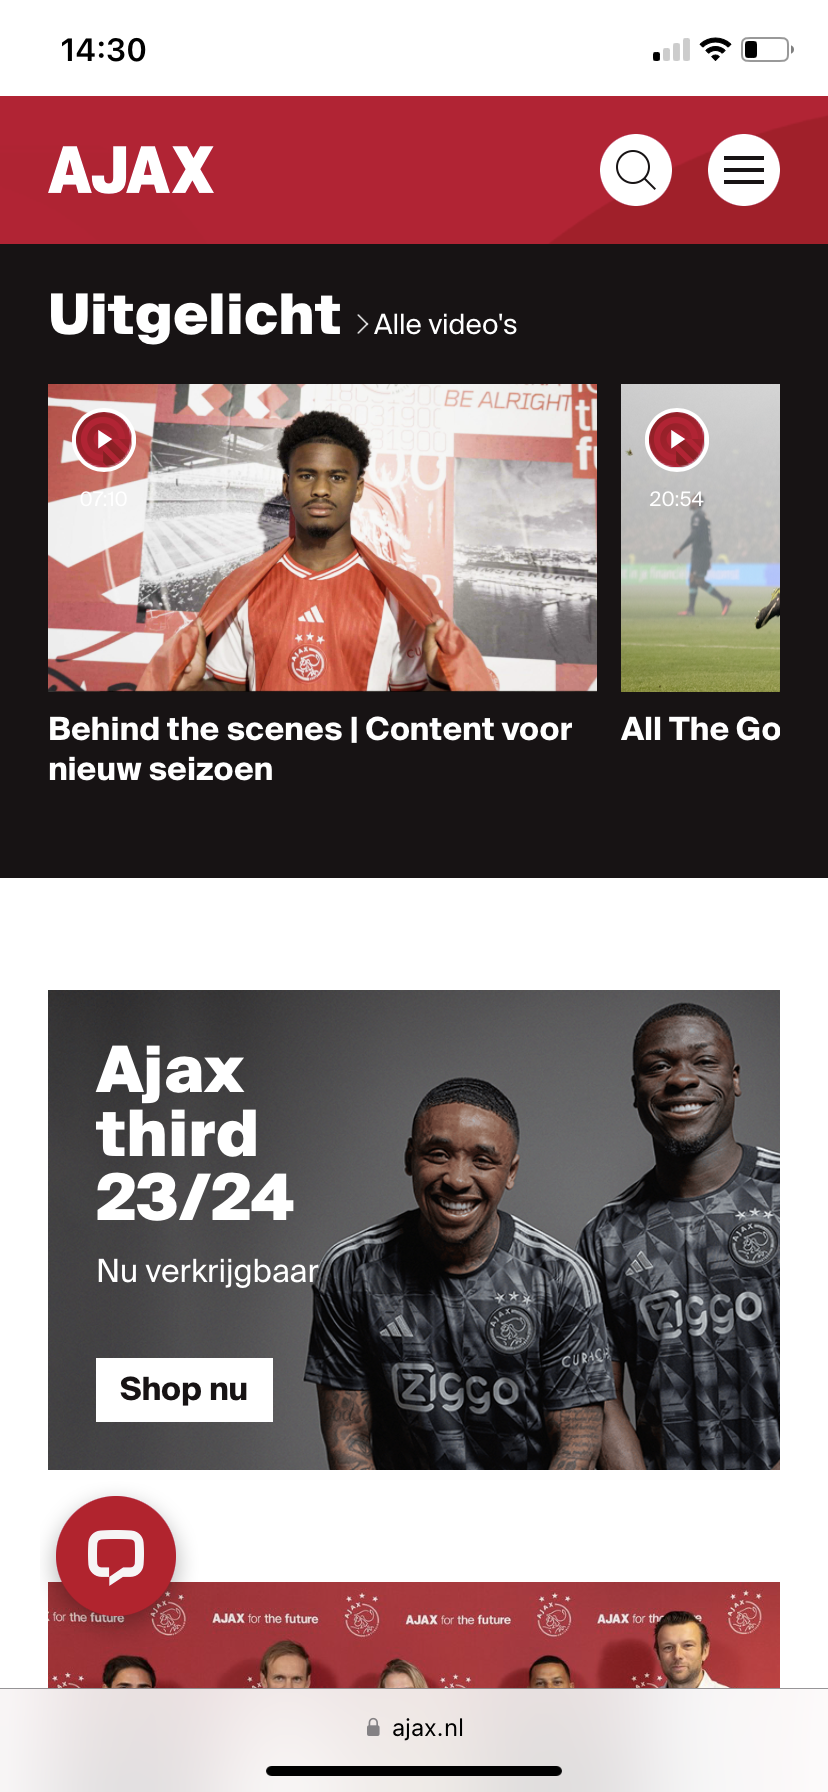 14:30
AJAX
Uitgelicht
Alle video's
BE ALRIGHT
07:10
20:54
Behind the scenes | Content voor
nieuw seizoen
All The Go
Ajax
third
23/24
Nu verkrijgbaar
ZIGGO
CURAÇAO
ZIGGO
Shop nu
for the future
AJAX for the future
AJAX for the future
AJAX for the
ajax.nl